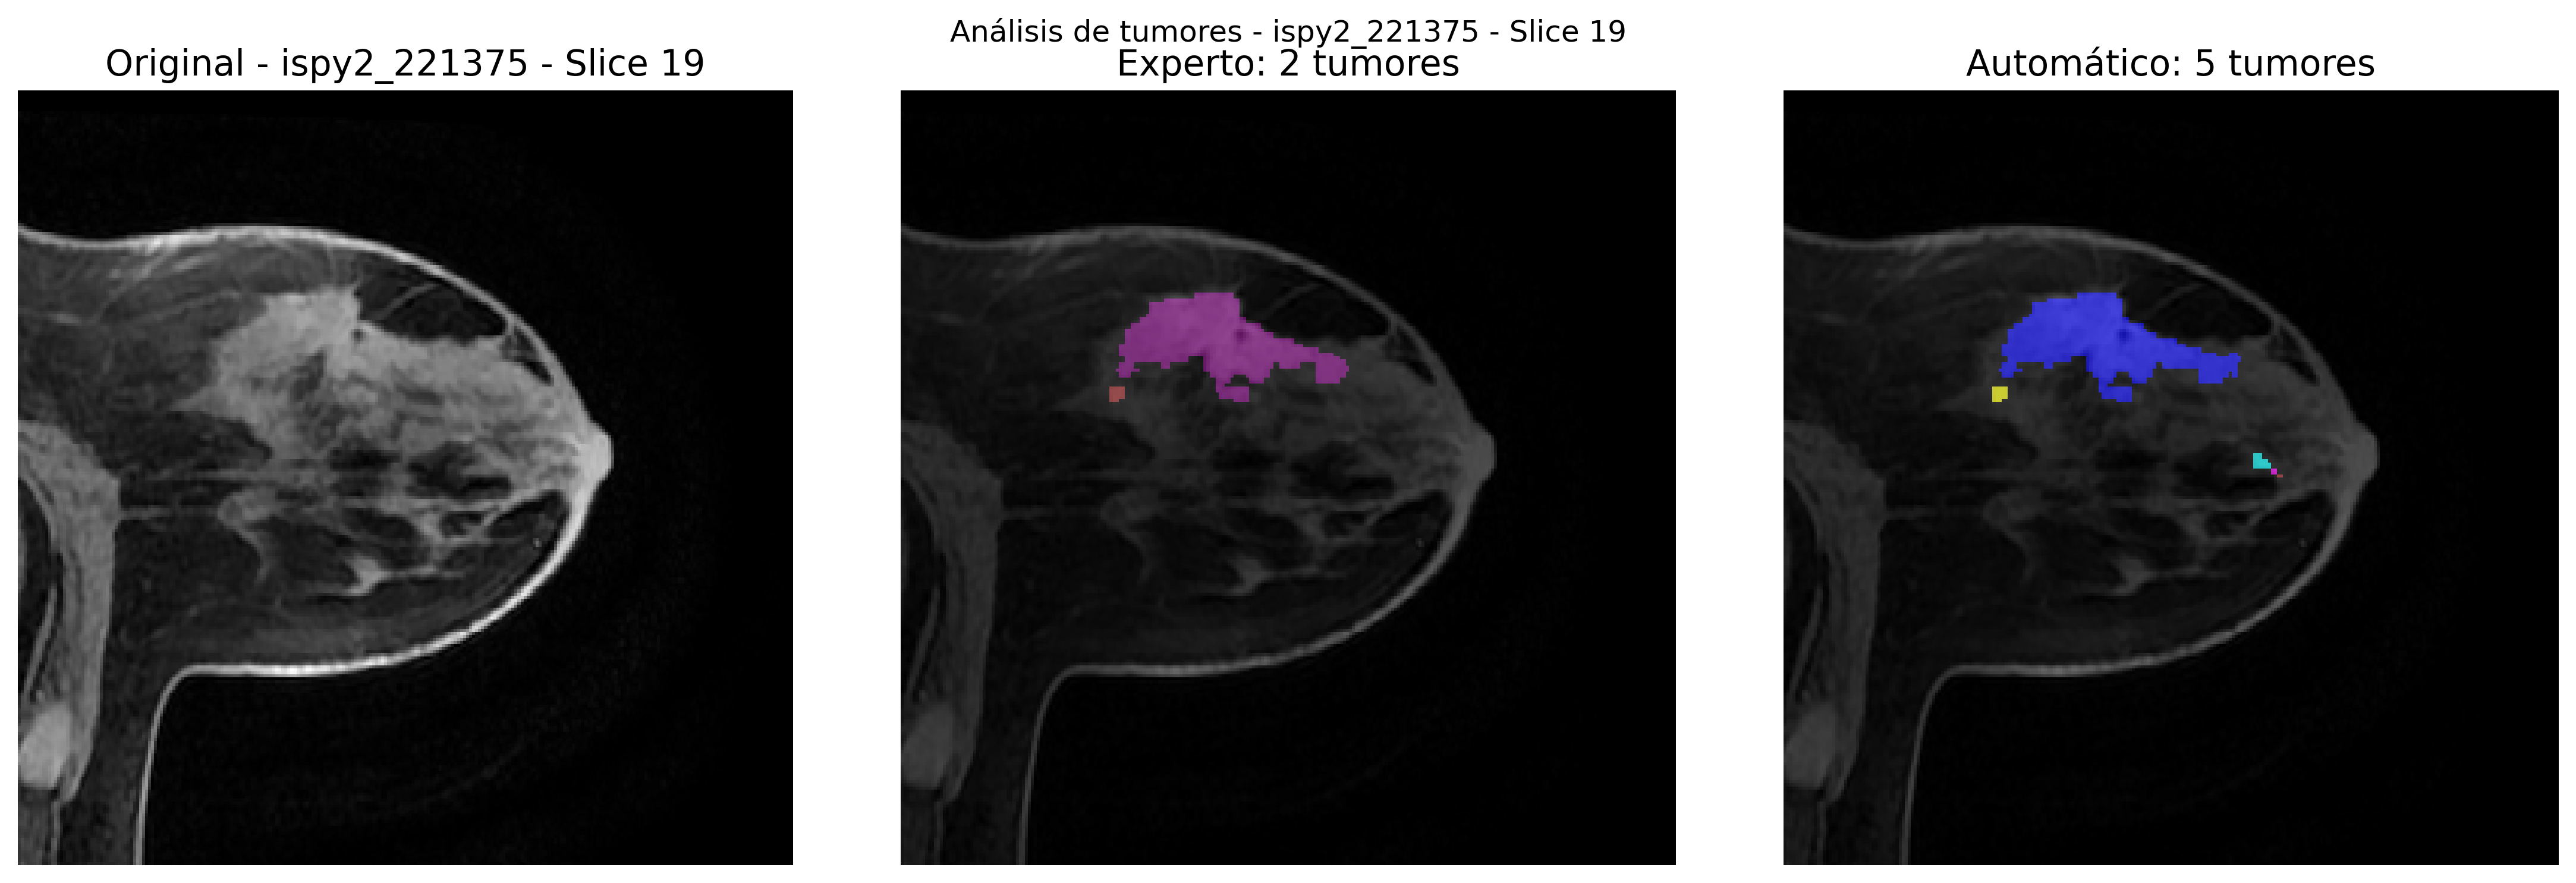 Análisis de tumores - ispy2_221375 - Slice 19
Original - ispy2_221375 - Slice 19
Experto: 2 tumores
Automático: 5 tumores